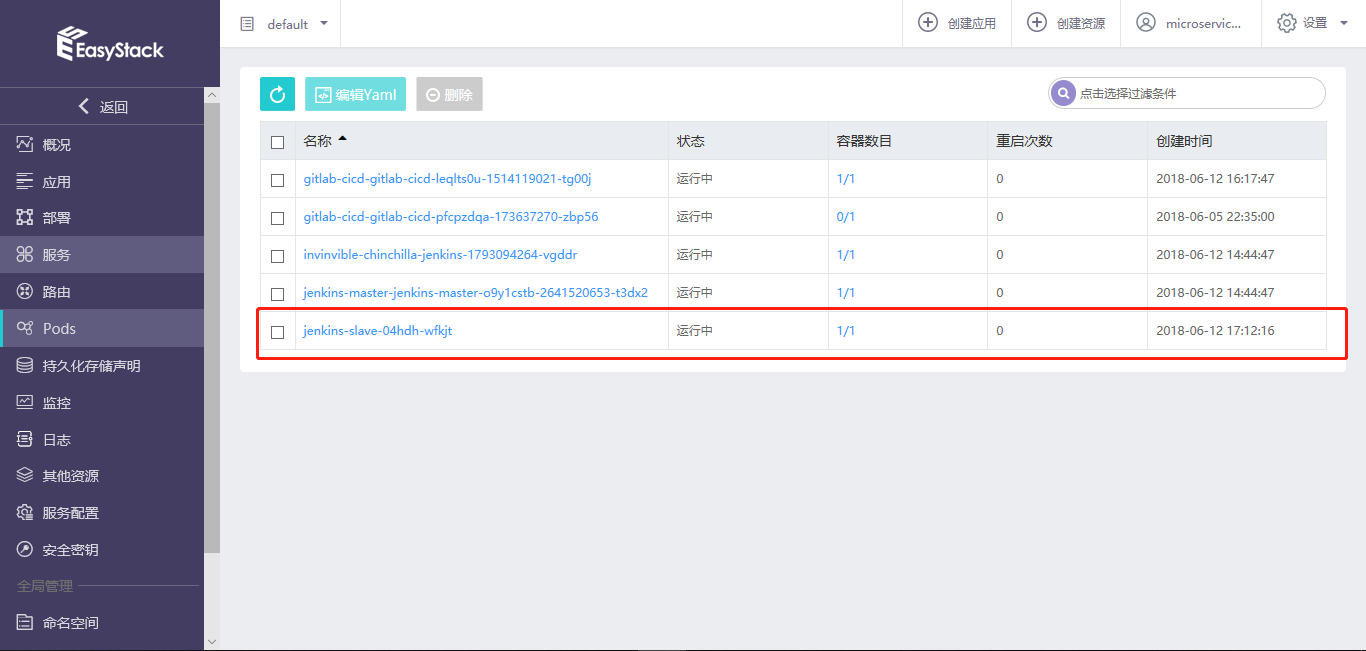 EasyStack
default
创建应用
创建资源
microservic...
设置
返回
概况
应用
部署
服务
路由
Pods
持久化存储声明
监控
日志
其他资源
服务配置
安全密钥
全局管理
命名空间
编辑Yaml
删除
点击选择过滤条件
名称 状态 容器数目 重启次数 创建时间
gitlab-cicd-gitlab-cicd-leqlts0u-1514119021-tg00j 运行中 1/1 0 2018-06-12 16:17:47
gitlab-cicd-gitlab-cicd-pfcpzdqa-173637270-zbp56 运行中 0/1 0 2018-06-05 22:35:00
invinvible-chinchilla-jenkins-1793094264-vgddr 运行中 1/1 0 2018-06-12 14:44:47
jenkins-master-jenkins-master-o9y1cstb-2641520653-t3dx2 运行中 1/1 0 2018-06-12 14:44:47
jenkins-slave-04hdh-wfkjt 运行中 1/1 0 2018-06-12 17:12:16